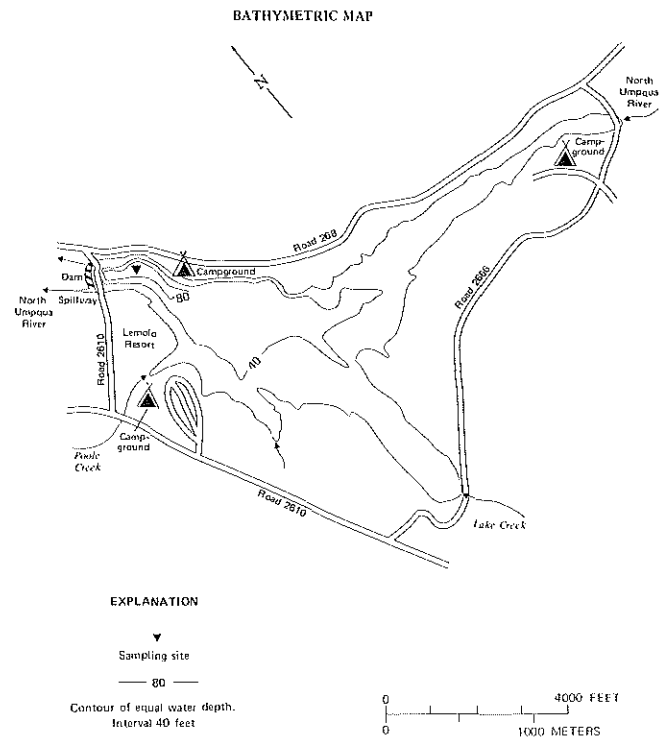 BATHYMETRIC MAP
N
North
Umpqua
River
Camp-
ground
Road 268
Campground
Dam
Spillway
North
Umpqua
River
80
Road 2666
Lemolo
Resort
Road 2610
40
Camp-
ground
Poole
Creek
Road 2610
Lake Creek
EXPLANATION
Sampling site
80
Contour of equal water depth.
Interval 40 feet
0 4000 FEET
0 1000 METERS